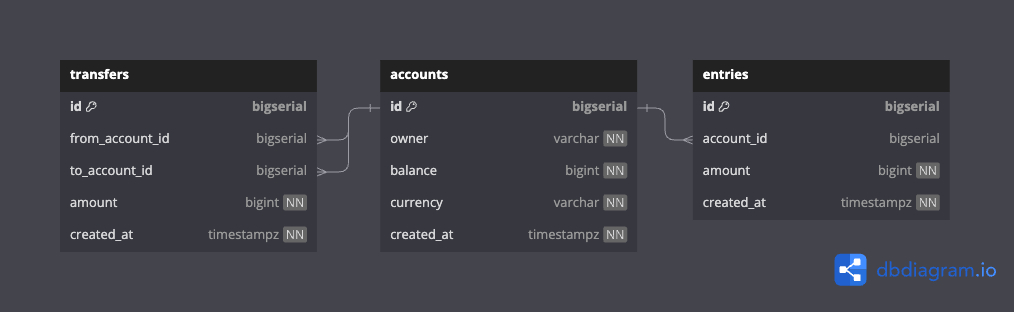 transfers
id bigserial
from_account_id bigserial
to_account_id bigserial
amount bigint NN
created_at timestampz NN
accounts
id bigserial
owner varchar NN
balance bigint NN
currency varchar NN
created_at timestampz NN
entries
id bigserial
account_id bigserial
amount bigint NN
created_at timestampz NN
dbdiagram.io